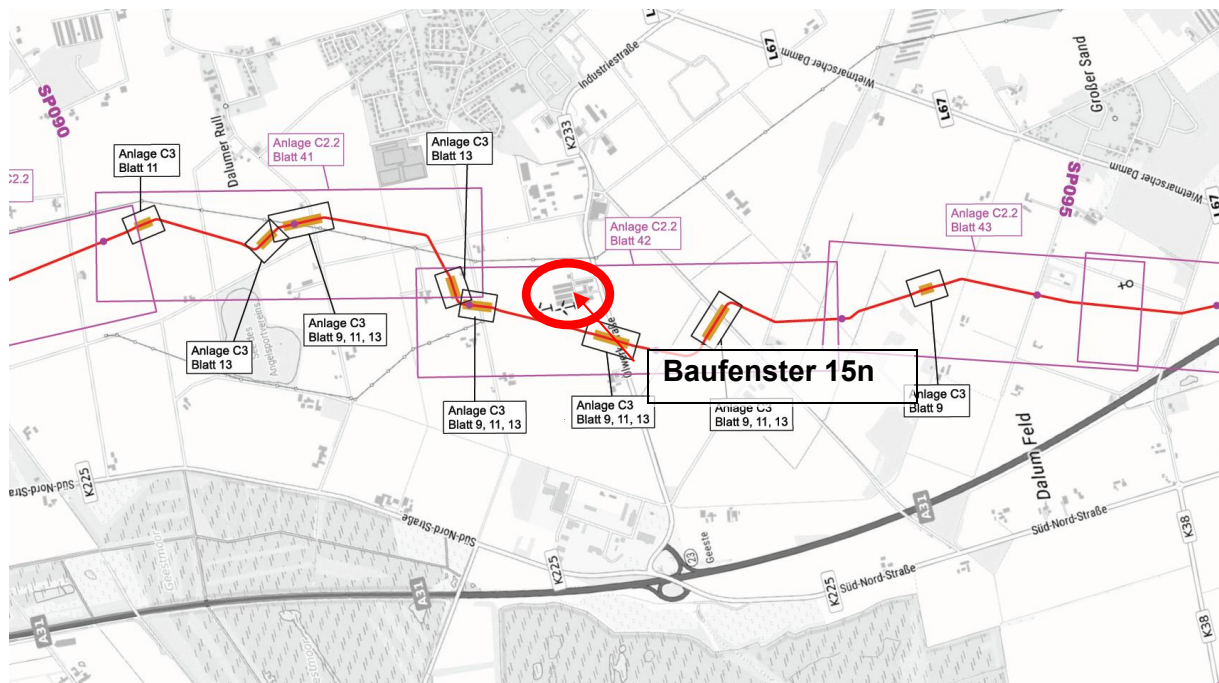 Industriestraße
L67
Wietmarscher Damm
Großer Sand
SP090
K233
L67
Dalumer Rull
Anlage C2.2
Blatt 41
Anlage C3
Blatt 13
Anlage C3
Blatt 11
Wietmarscher Damm
C2.2
SP095
L67
Anlage C2.2
Blatt 42
Anlage C2.2
Blatt 43
Anlage C3
Blatt 9, 11, 13
Anlage C3
Blatt 13
Angelsportvereins
Baufenster 15n
Anlage C3
Blatt 9, 11, 13
Anlage C3
Blatt 9, 11, 13
Anlage C3
Blatt 9, 11, 13
Anlage C3
Blatt 9
Dalum Feld
K225
Süd-Nord-Straße
A31
Süd-Nord-Straße
K38
Süd-Nord-Straße
Geeste
23
K225
Geestmoor
A31
Süd-Nord-Straße
K225
A31
Geestmoor
K38